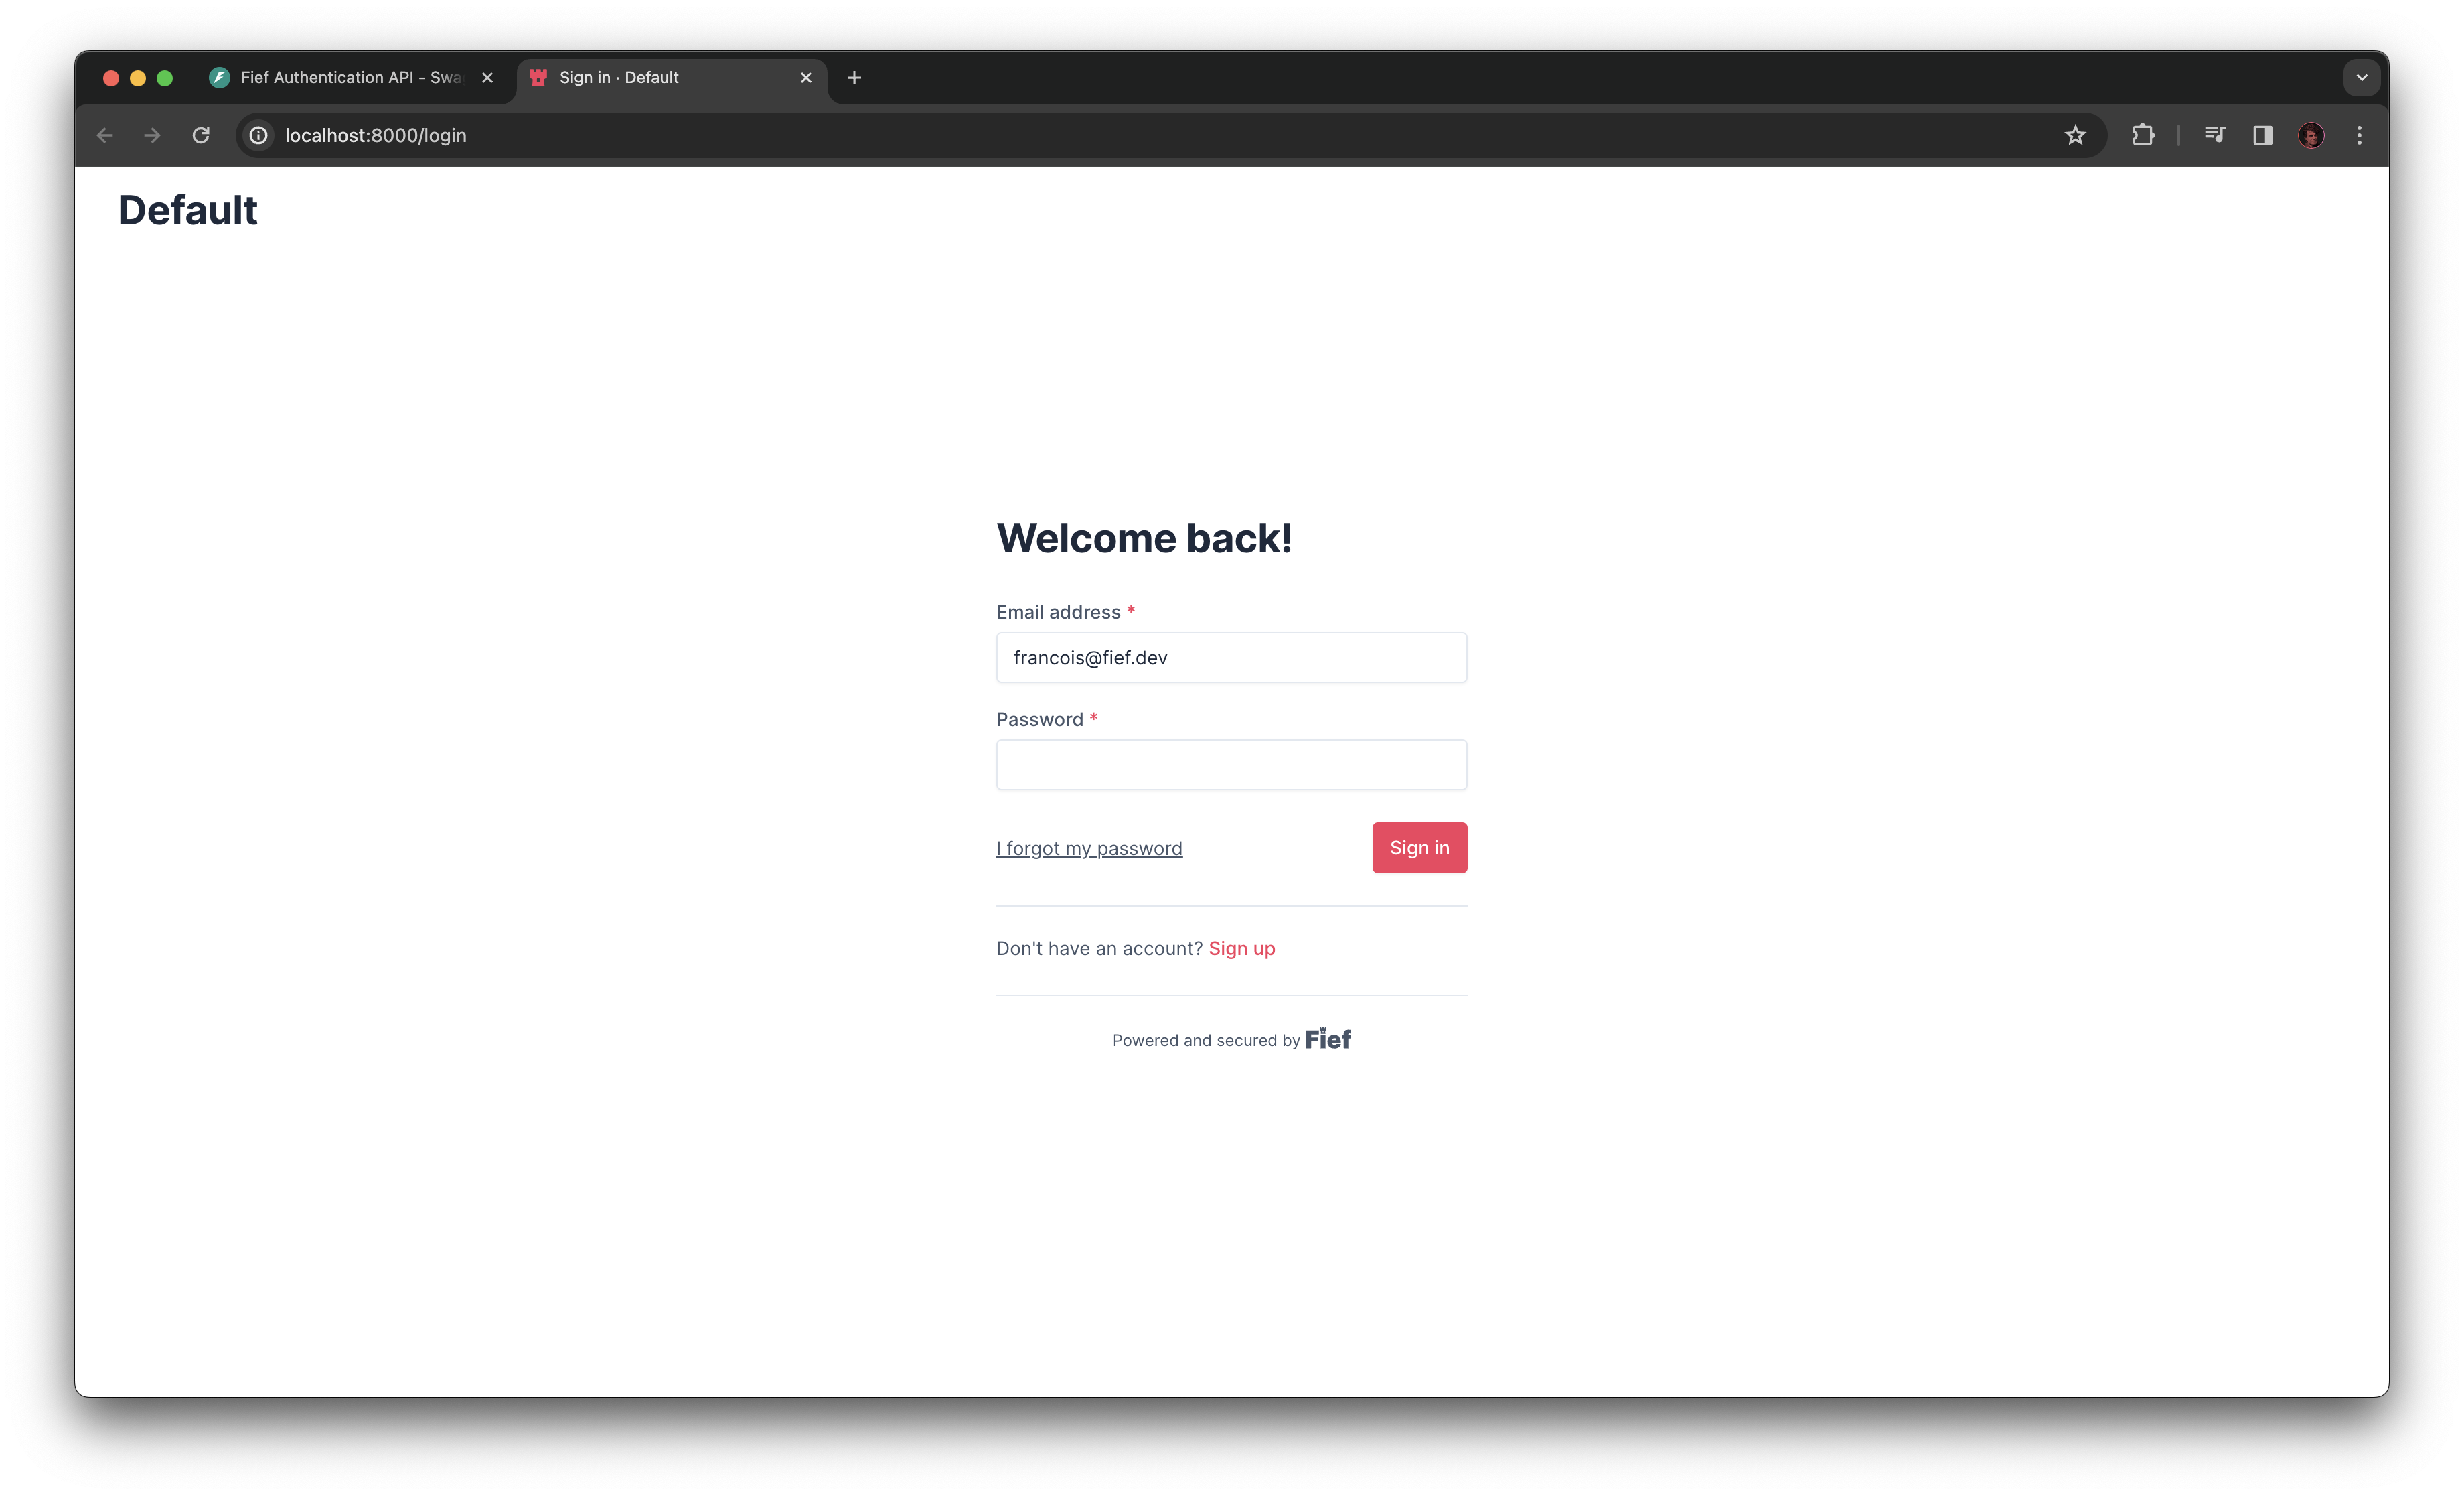 Fief Authentication API - Swa
Sign in · Default
localhost:8000/login
Default
Welcome back!
Email address *
francois@fief.dev
Password *
I forgot my password
Sign in
Don't have an account? Sign up
Powered and secured by Fief